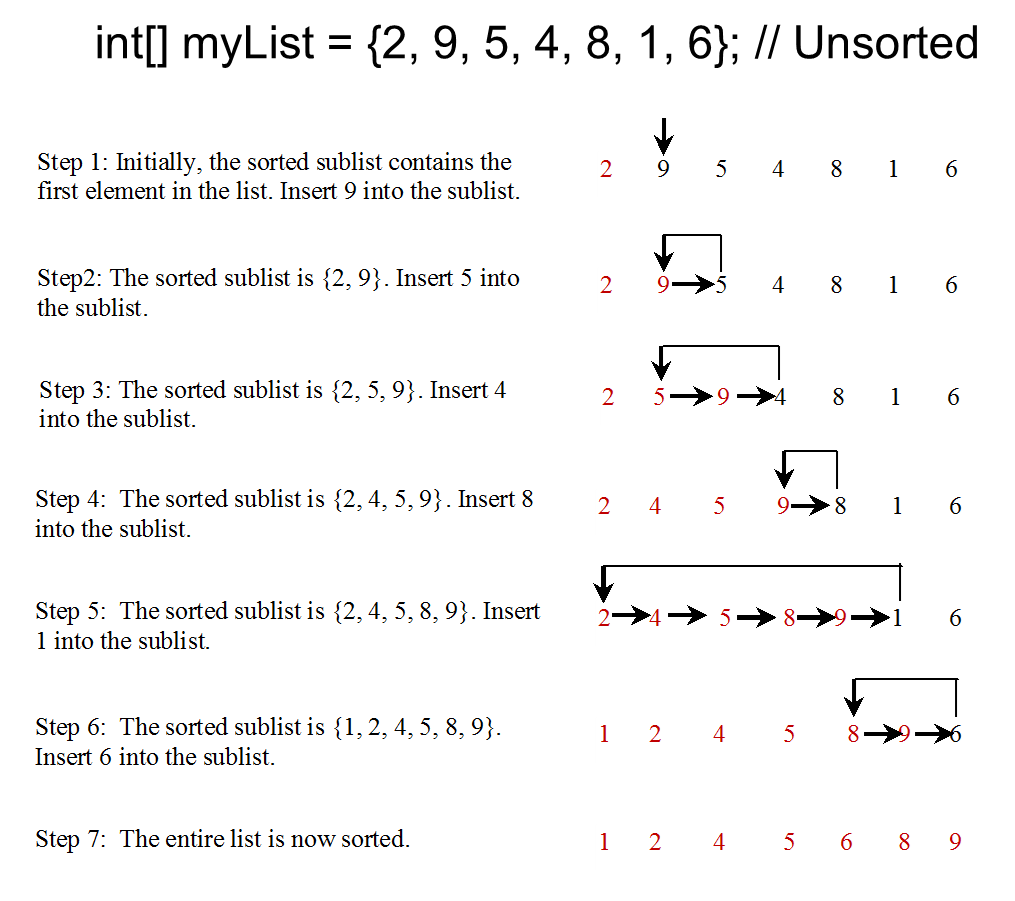 int[] myList = {2, 9, 5, 4, 8, 1, 6}; // Unsorted
Step 1: Initially, the sorted sublist contains the
first element in the list. Insert 9 into the sublist.
2 9 5 4 8 1 6
Step2: The sorted sublist is {2, 9}. Insert 5 into
the sublist.
2 9 5 4 8 1 6
Step 3: The sorted sublist is {2, 5, 9}. Insert 4
into the sublist.
2 5 9 4 8 1 6
Step 4: The sorted sublist is {2, 4, 5, 9}. Insert 8
into the sublist.
2 4 5 9 8 1 6
Step 5: The sorted sublist is {2, 4, 5, 8, 9}. Insert
1 into the sublist.
2 4 5 8 9 1 6
Step 6: The sorted sublist is {1, 2, 4, 5, 8, 9}.
Insert 6 into the sublist.
1 2 4 5 8 9 6
Step 7: The entire list is now sorted.
1 2 4 5 6 8 9